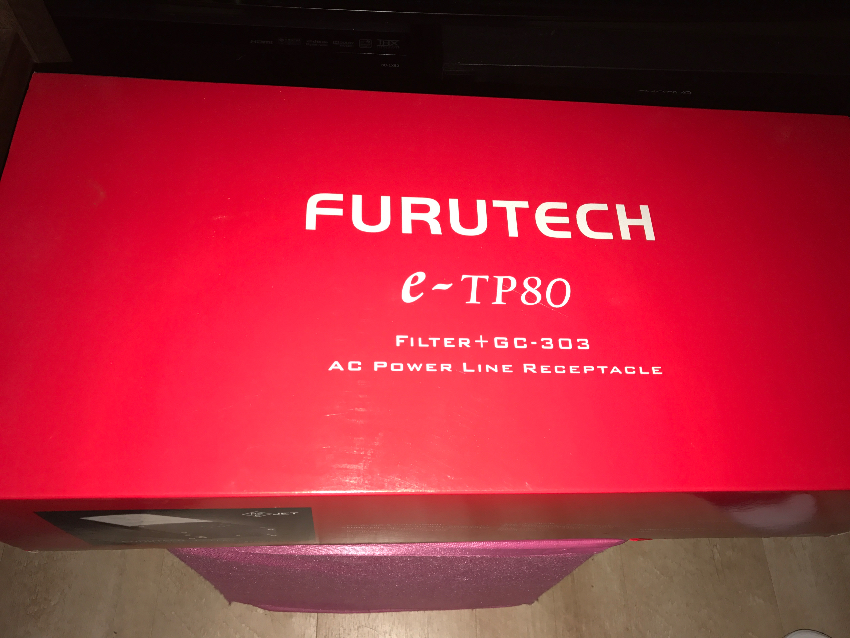 FURUTECH
e-TP80
FILTER+GC-303
AC POWER LINE RECEPTACLE